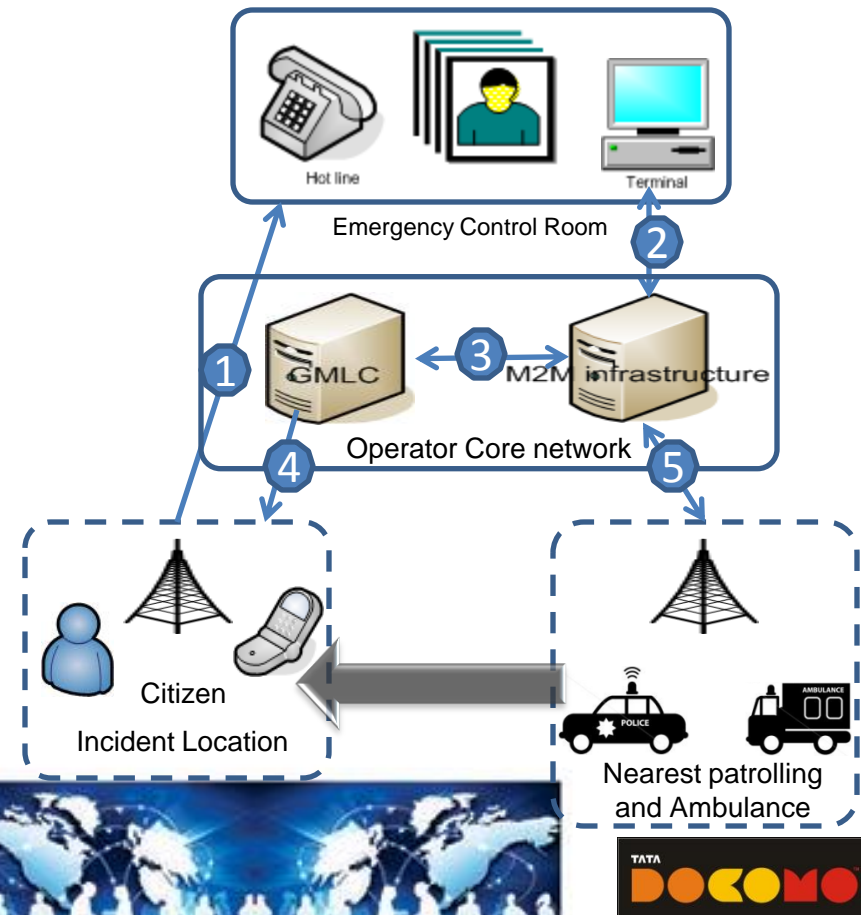 Hot line
Terminal
Emergency Control Room
2
1
GMLC
3
M2M infrastructure
Operator Core network
4
5
Citizen
Incident Location
POLICE
AMBULANCE
Nearest patrolling
and Ambulance
TATA
DOCOMO